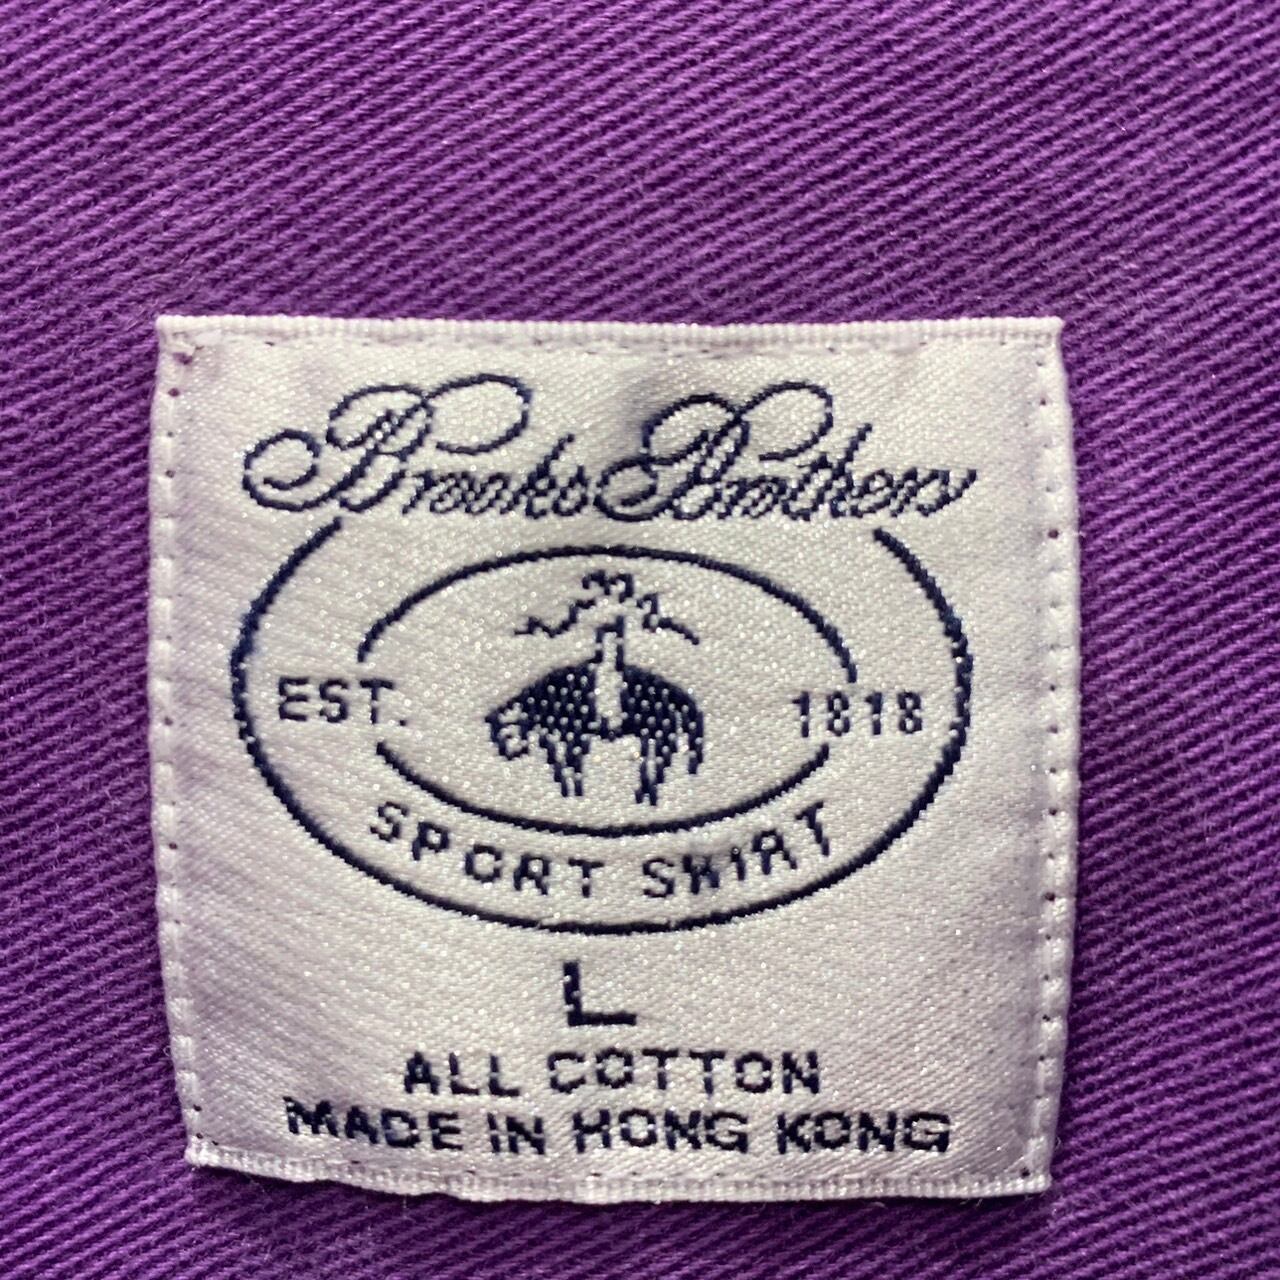 Brooks Brothers
EST. 1818
SPORT SHIRT
L
ALL COTTON
MADE IN HONG KONG